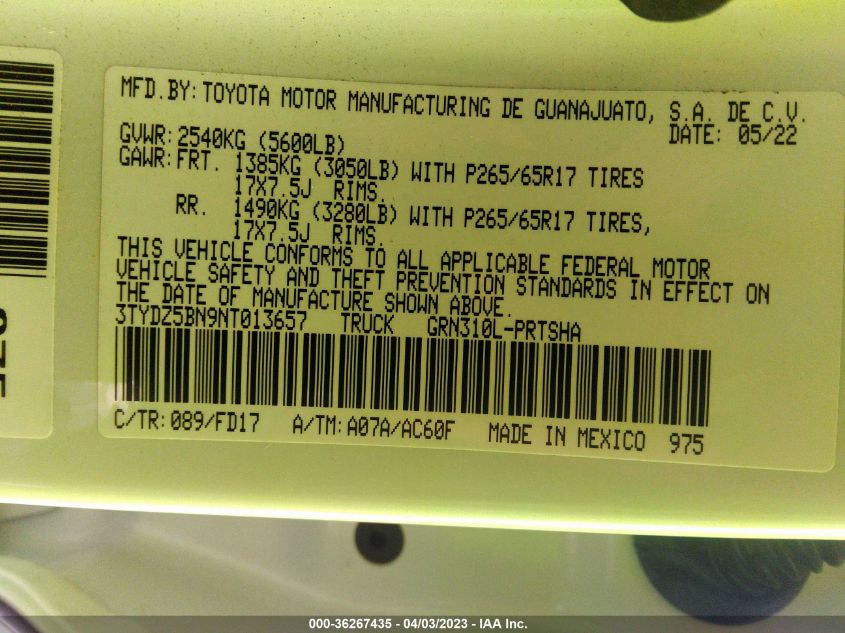 MFD.BY: TOYOTA MOTOR MANUFACTURING DE GUANAJUATO, S.A. DE C.V.
GVWR: 2540KG (5600LB) DATE: 05/22
GAWR: FRT. 1385KG (3050LB) WITH P265/65R17 TIRES
17X7.5J RIMS.
RR. 1490KG (3280LB) WITH P265/65R17 TIRES,
17X7.5J RIMS.
THIS VEHICLE CONFORMS TO ALL APPLICABLE FEDERAL MOTOR
VEHICLE SAFETY AND THEFT PREVENTION STANDARDS IN EFFECT ON
THE DATE OF MANUFACTURE SHOWN ABOVE.
3TYDZ5BN9NT013657 TRUCK GRN310L-PRTSHA
C/TR: 089/FD17 A/TM: A07A/AC60F MADE IN MEXICO 975
000-36267435 - 04/03/2023 - IAA Inc.